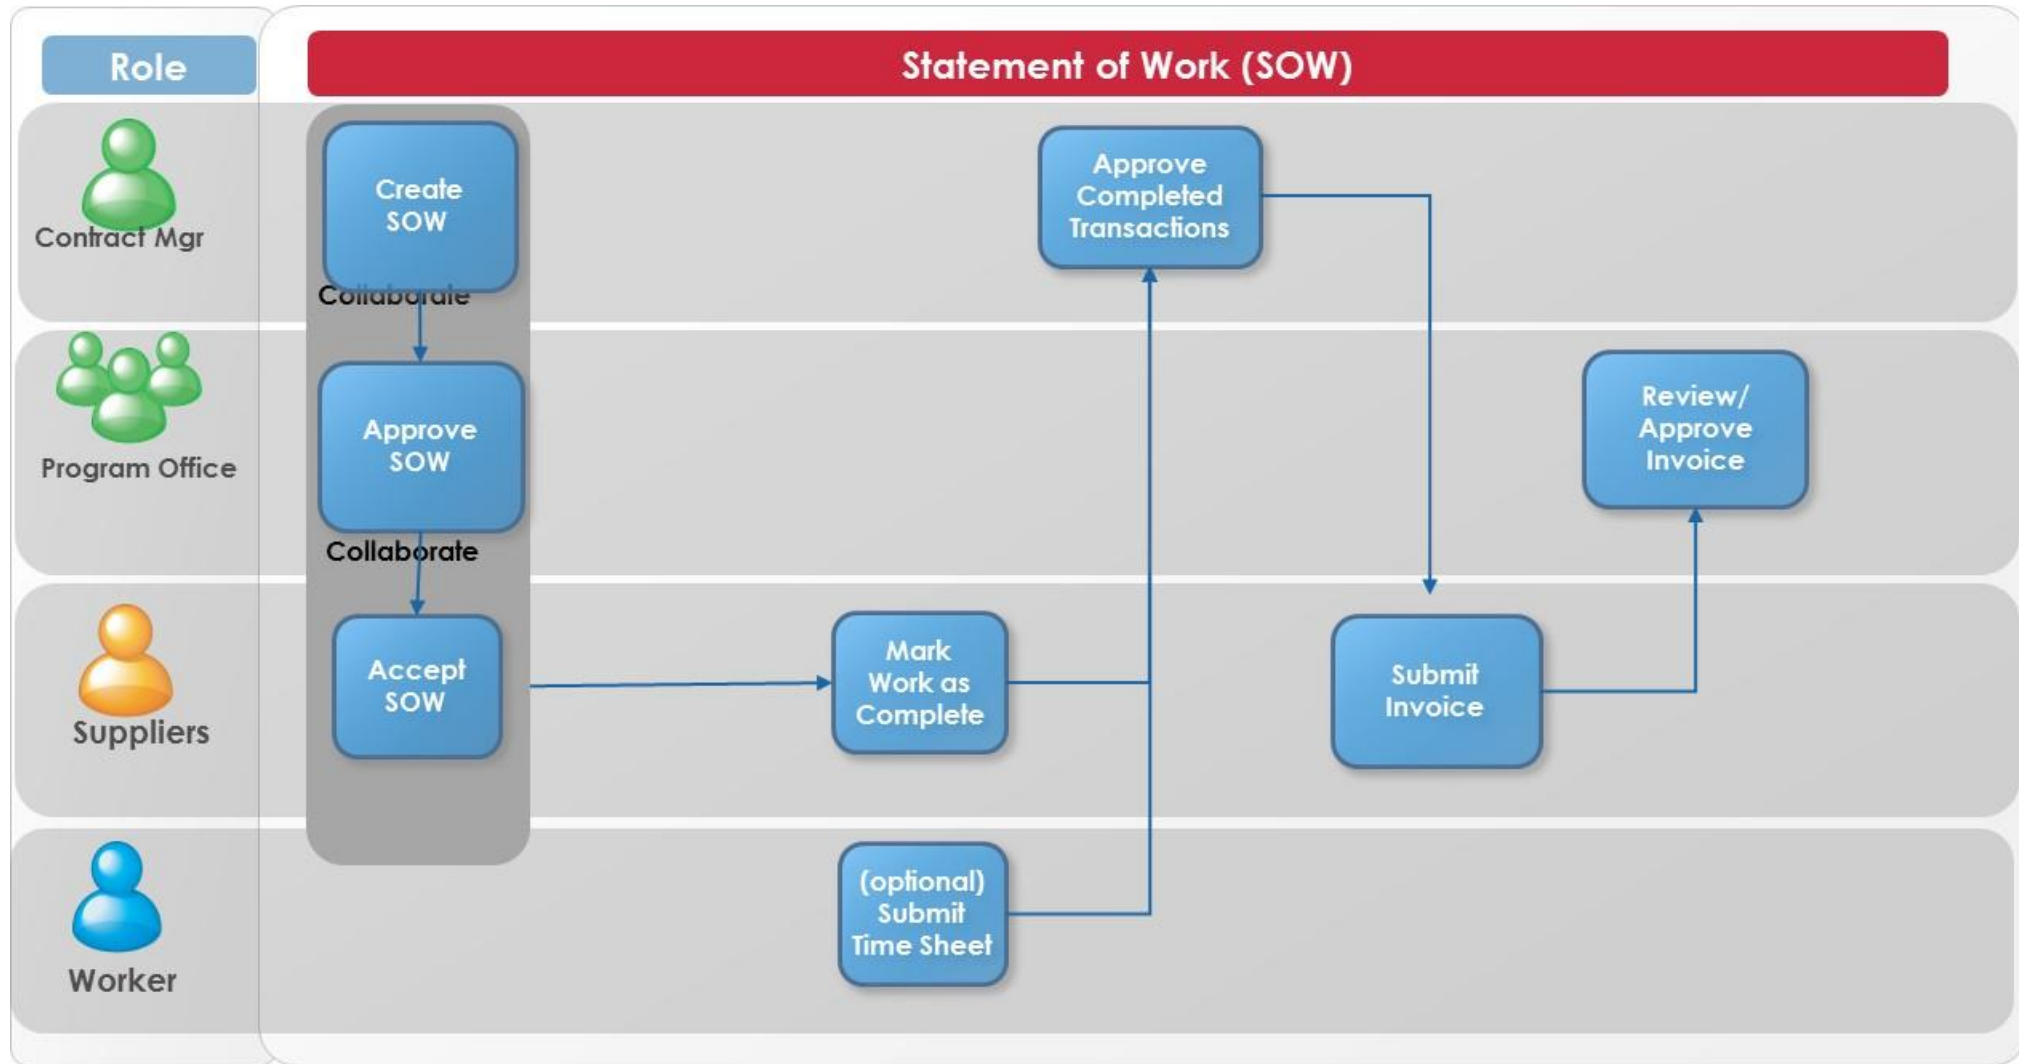 Role
Statement of Work (SOW)
Contract Mgr
Create
SOW
Approve
Completed
Transactions
Collaborate
Program Office
Approve
SOW
Review/
Approve
Invoice
Collaborate
Suppliers
Accept
SOW
Mark
Work as
Complete
Submit
Invoice
Worker
(optional)
Submit
Time Sheet